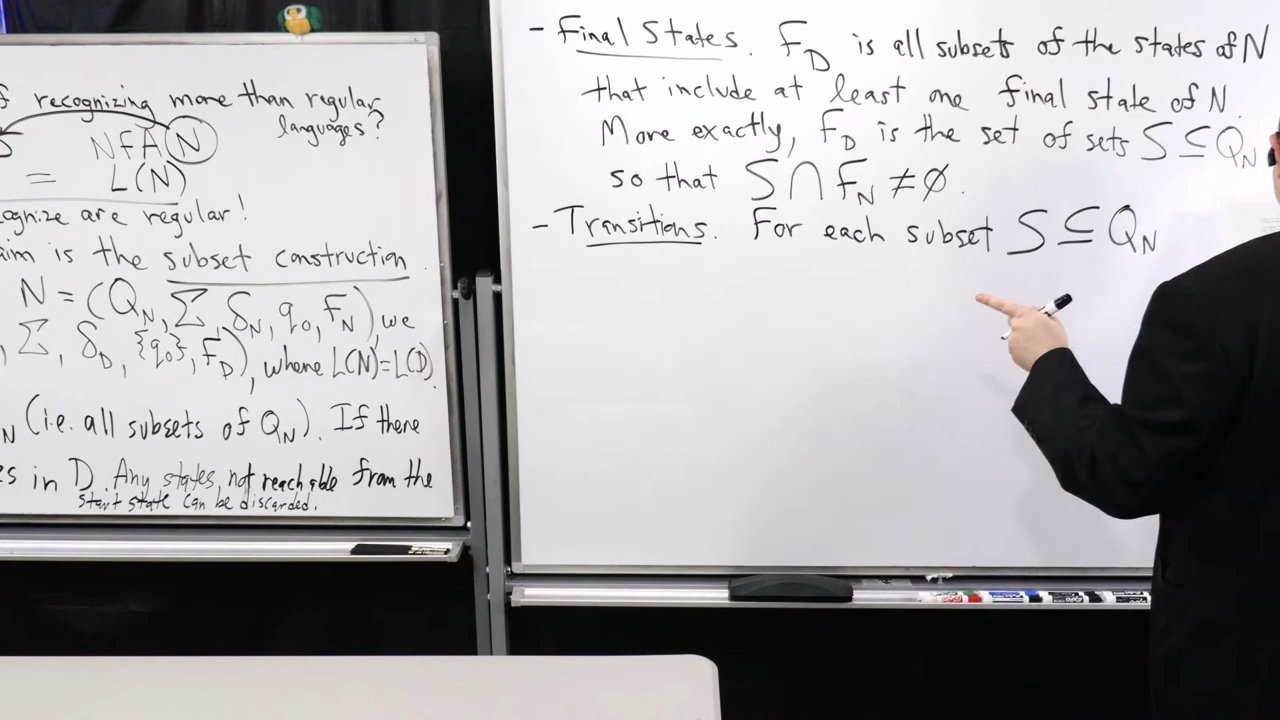 recognizing more than regular
languages?
NFA N
= L(N)
ognize are regular!
aim is the subset construction.
N = (Q_N, Σ, δ_N, q_0, F_N), we
, Σ, δ_D, {q_0}, F_D), where L(N)=L(D).
N (i.e. all subsets of Q_N). If there
es in D. Any states not reachable from the
start state can be discarded.
- Final States. F_D is all subsets of the states of N
that include at least one final state of N.
More exactly, F_D is the set of sets S ⊆ Q_N
so that S ∩ F_N ≠ ∅.
- Transitions. For each subset S ⊆ Q_N